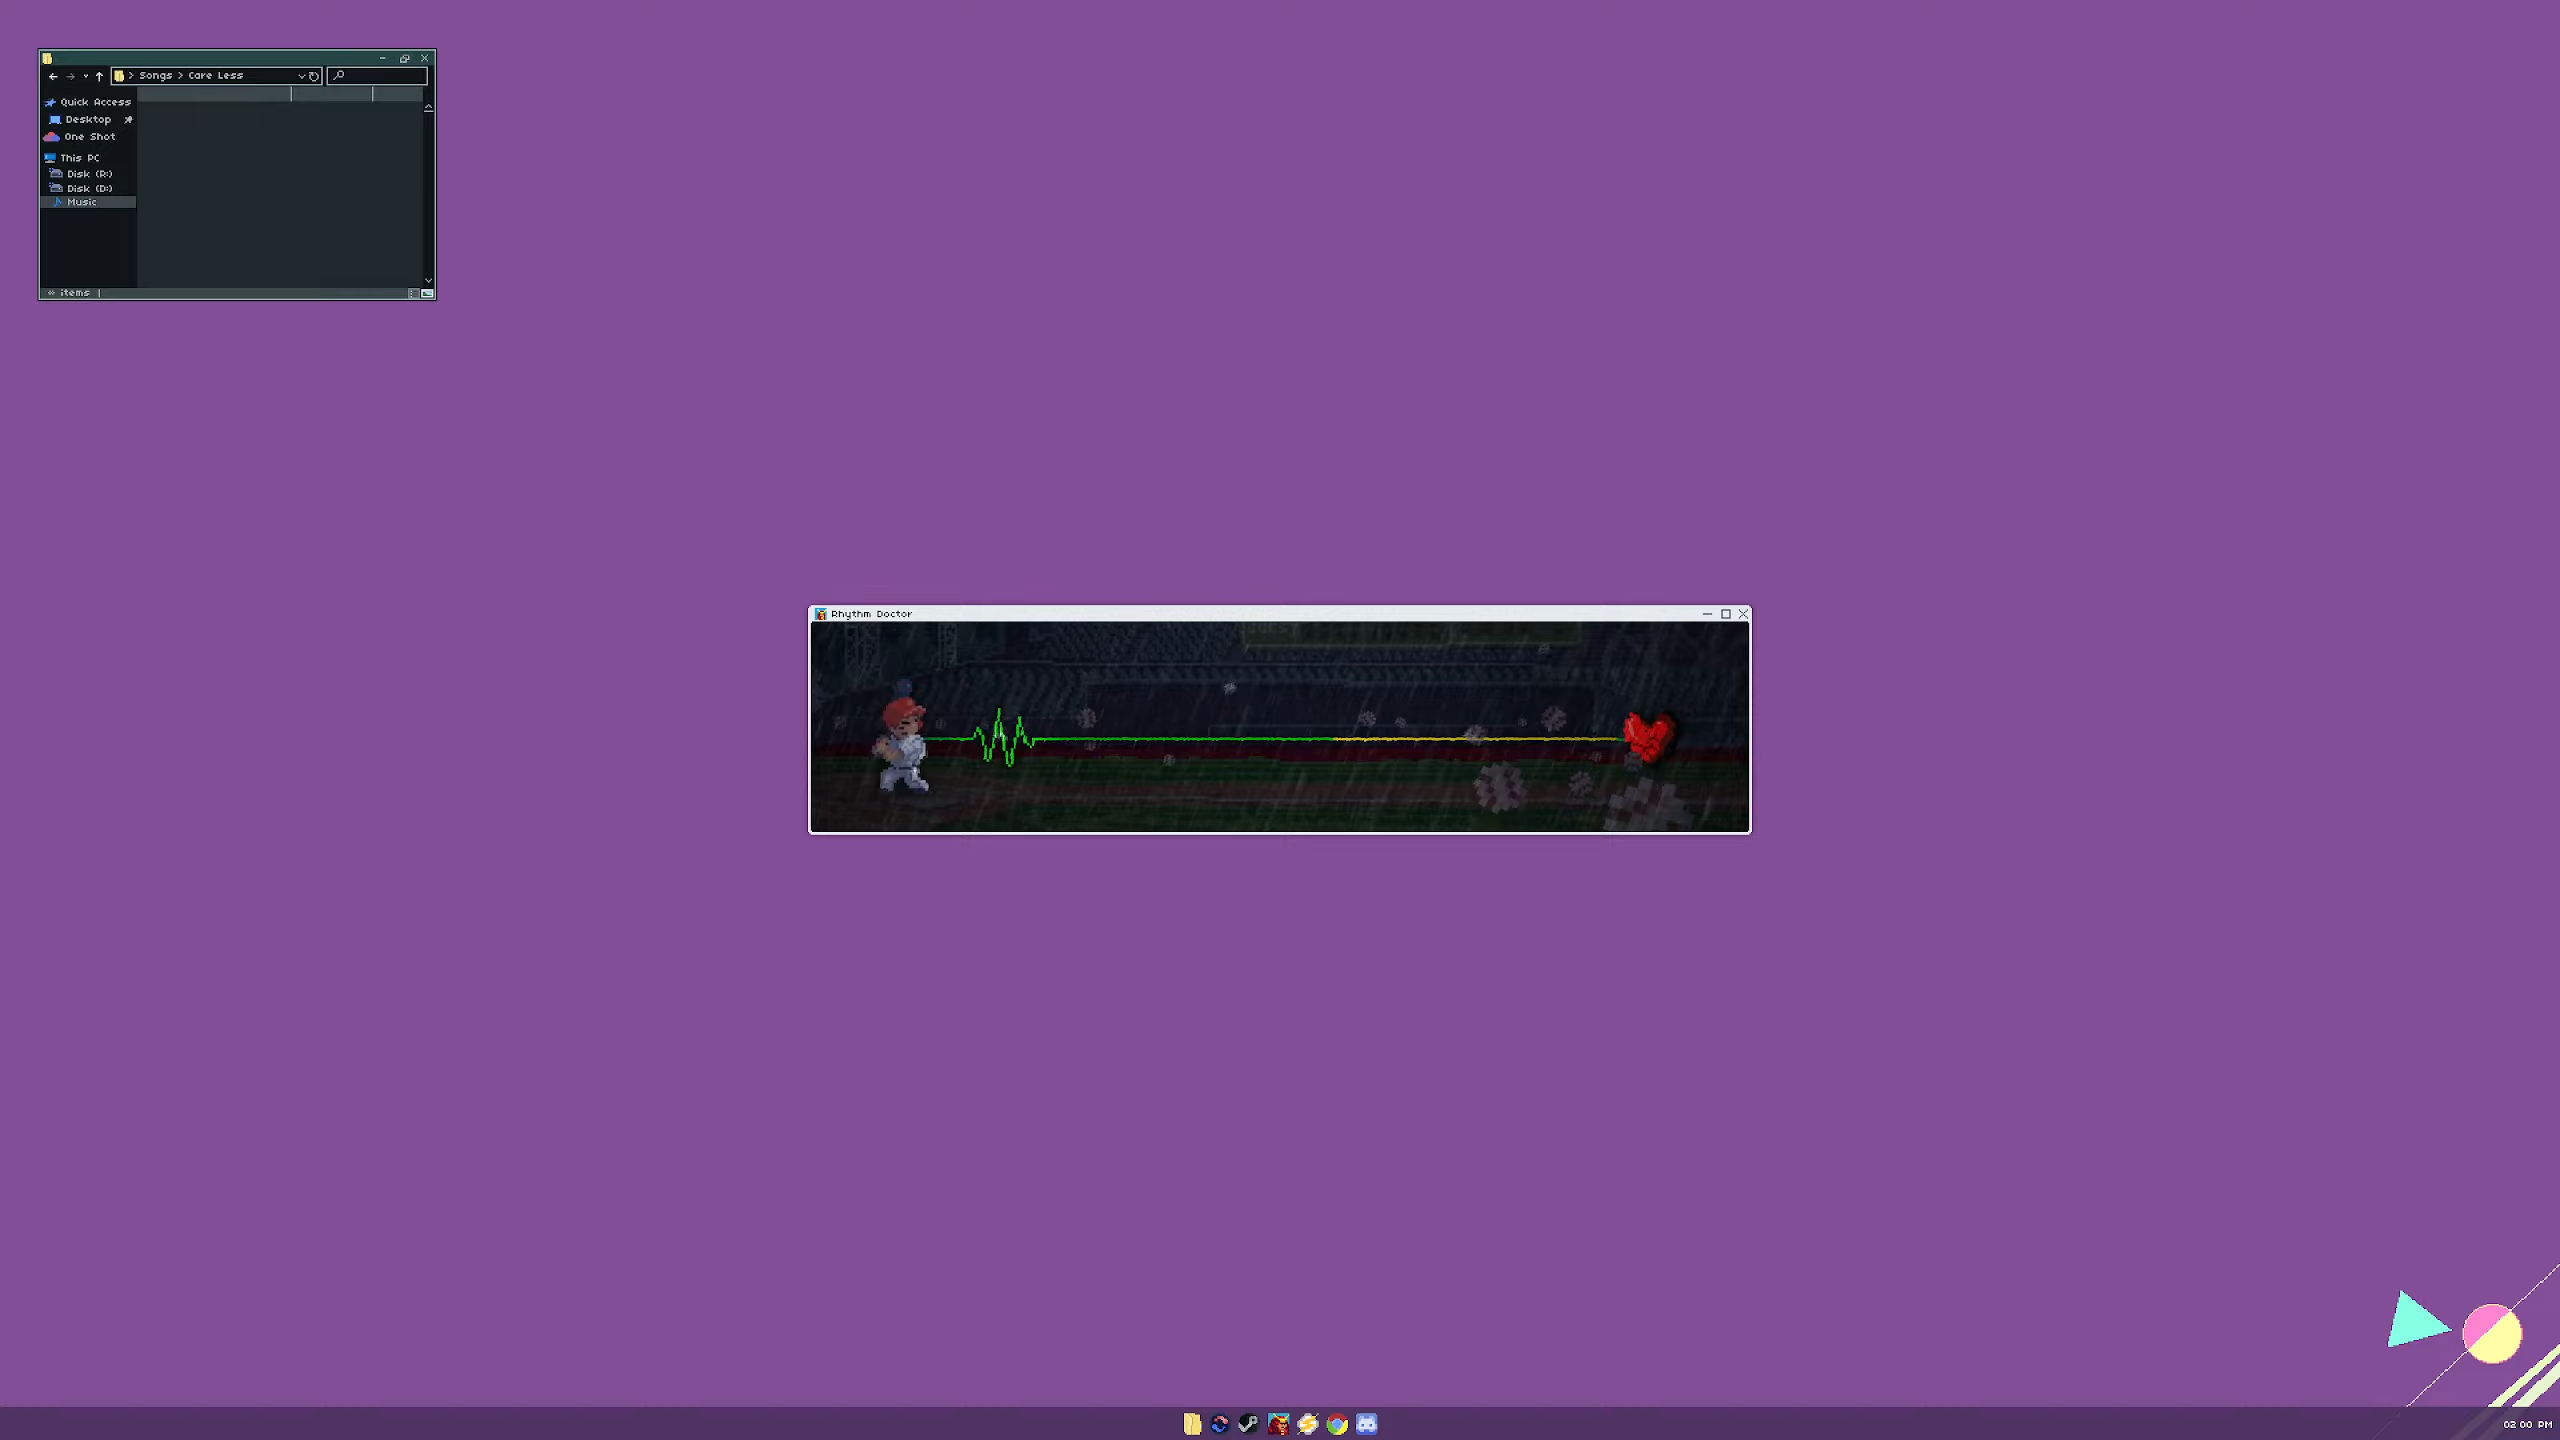 Songs > Care Less
Quick Access
Desktop
One Shot
This PC
Disk (R:)
Disk (D:)
Music
∞ items |
Rhythm Doctor
02:00 PM